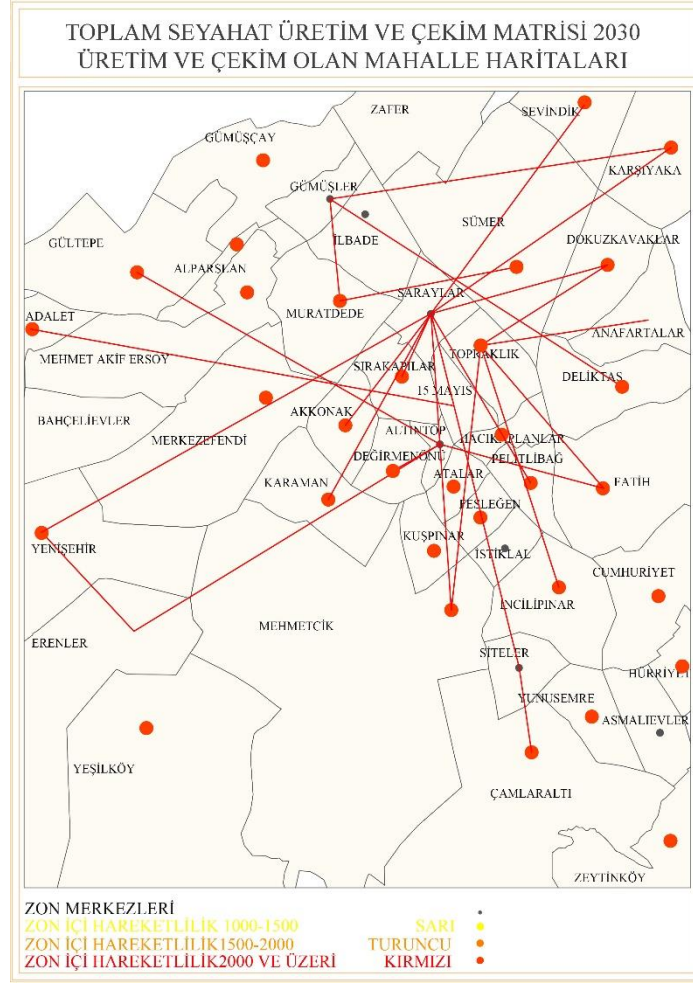 TOPLAM SEYAHAT ÜRETİM VE ÇEKİM MATRİSİ 2030
ÜRETİM VE ÇEKİM OLAN MAHALLE HARİTALARI
ZAFER
SEVİNDİK
GÜMÜŞÇAY
KARŞIYAKA
GÜMÜŞLER
SÜMER
İLBADE
GÜLTEPE
DOKUZKAVAKLAR
ALPARSLAN
SARAYLAR
MURATDEDE
ADALET
ANAFARTALAR
TOPRAKLIK
MEHMET AKİF ERSOY
SIRAKAPILAR
DELİKTAŞ
15 MAYIS
AKKONAK
BAHÇELİEVLER
ALTINTOP
MERKEZEFENDİ
HACIKAPLANLAR
DEĞİRMENÖNÜ
PELİTLİBAĞ
ATALAR
FATİH
KARAMAN
FESLEĞEN
KUŞPINAR
YENİŞEHİR
İSTİKLAL
CUMHURİYET
İNCİLİPINAR
MEHMETCİK
ERENLER
SİTELER
HÜRRİYET
YUNUSEMRE
ASMALIEVLER
YEŞİLKÖY
ÇAMLARALTI
ZEYTİNKÖY
ZON MERKEZLERİ
ZON İÇİ HAREKETLİLİK 1000-1500 SARI
ZON İÇİ HAREKETLİLİK1500-2000 TURUNCU
ZON İÇİ HAREKETLİLİK2000 VE ÜZERİ KIRMIZI